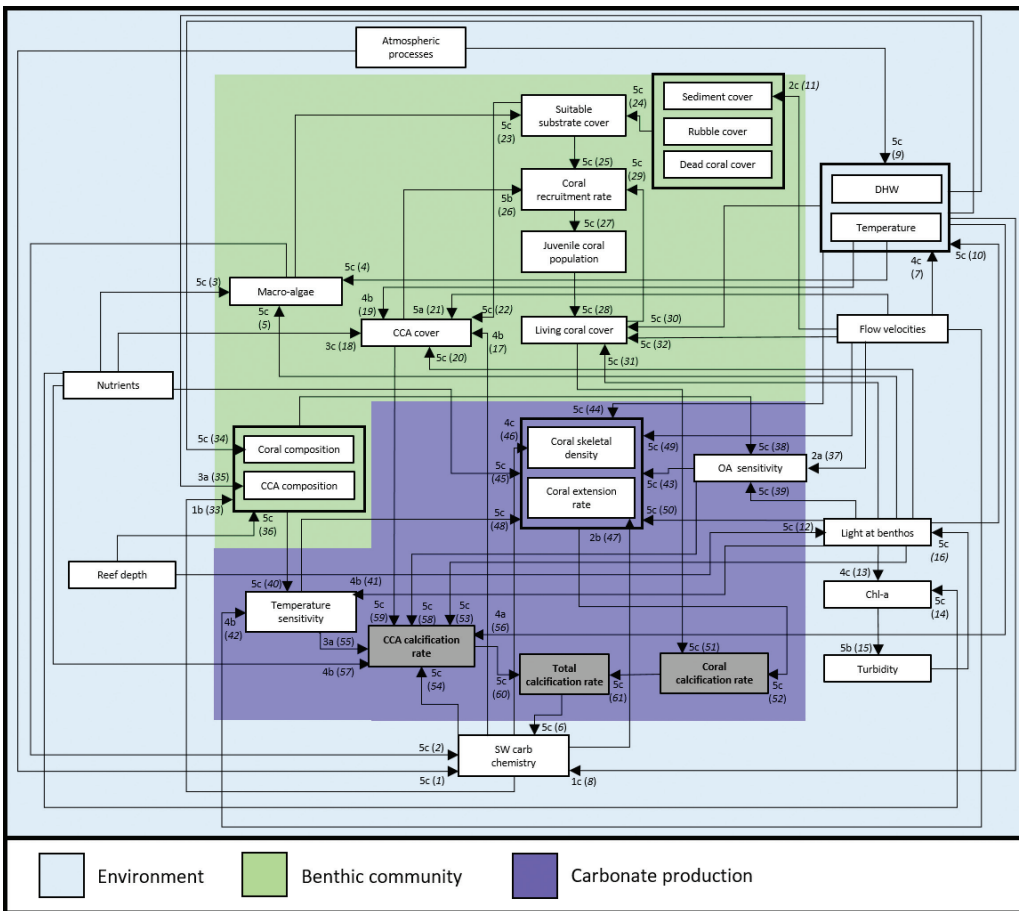 Atmospheric
processes
Suitable
substrate cover
5c
(23)
5c
(24)
Sediment cover
Rubble cover
Dead coral cover
2c (11)
5c
(9)
5c (25)
5c
(29)
Coral
recruitment rate
5b
(26)
DHW
Temperature
5c (27)
Juvenile coral
population
4c
(7)
5c (10)
5c (3)
Macro-algae
5c (4)
5c
(5)
4b
(19)
5a (21)
5c (22)
5c (28)
5c (30)
CCA cover
3c (18)
5c (20)
4b
(17)
Living coral cover
5c (32)
5c (31)
Flow velocities
Nutrients
5c (34)
Coral composition
3a (35)
CCA composition
1b (33)
5c
(36)
5c (44)
4c
(46)
Coral skeletal
density
5c (49)
5c
(45)
Coral extension
rate
5c
(43)
5c
(48)
5c (50)
2b (47)
5c (38)
OA sensitivity
2a (37)
5c (39)
5c (12)
Light at benthos
5c
(16)
Reef depth
5c (40)
4b (41)
Temperature
sensitivity
4b
(42)
4c (13)
Chl-a
5c
(14)
5c
(59)
5c
(58)
5c
(53)
4a
(56)
3a (55)
CCA calcification
rate
4b (57)
5c
(54)
5c
(60)
Total
calcification rate
5c
(61)
5c (51)
Coral
calcification rate
5c
(52)
5b (15)
Turbidity
5c (6)
SW carb
chemistry
5c (2)
5c (1)
1c (8)
Environment
Benthic community
Carbonate production